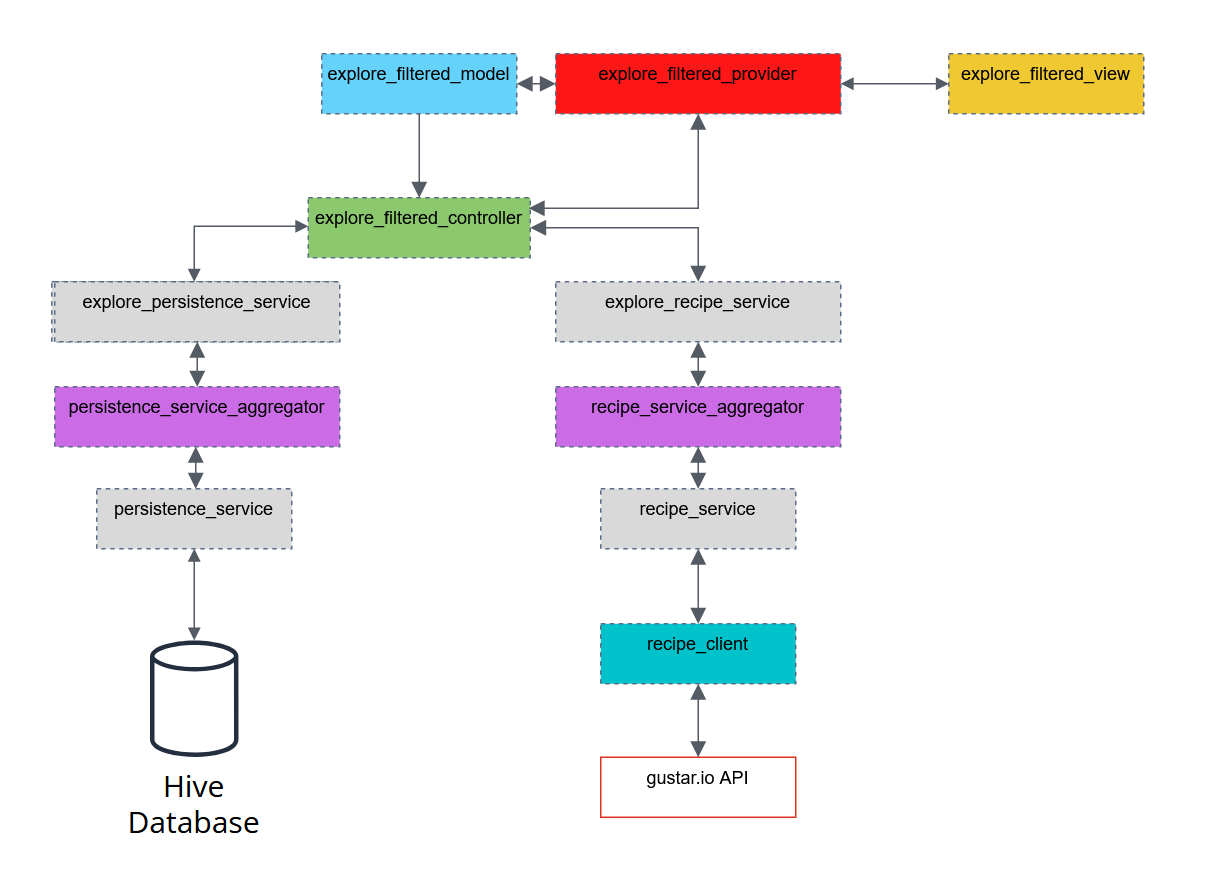 explore_filtered_model
explore_filtered_provider
explore_filtered_view
explore_filtered_controller
explore_persistence_service
explore_recipe_service
persistence_service_aggregator
recipe_service_aggregator
persistence_service
recipe_service
recipe_client
gustar.io API
Hive
Database